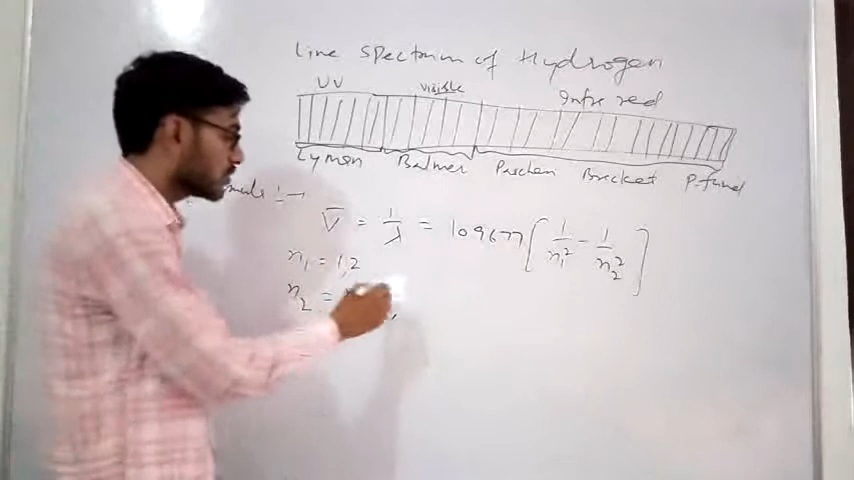 Line Spectrum of Hydrogen
UV visible Infra red
Lyman Balmer Paschen Bracket P-fund
V̅ = 1/λ = 109677 [1/n₁² - 1/n₂²]
n₁ = 1,2
n₂ =